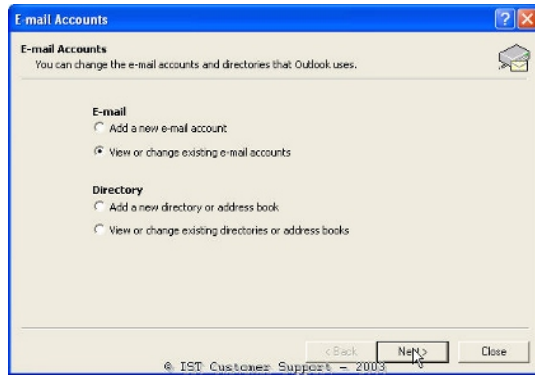 E-mail Accounts
E-mail Accounts
You can change the e-mail accounts and directories that Outlook uses.
E-mail
Add a new e-mail account
View or change existing e-mail accounts
Directory
Add a new directory or address book
View or change existing directories or address books
< Back
Next >
Close
© IST Customer Support - 2003